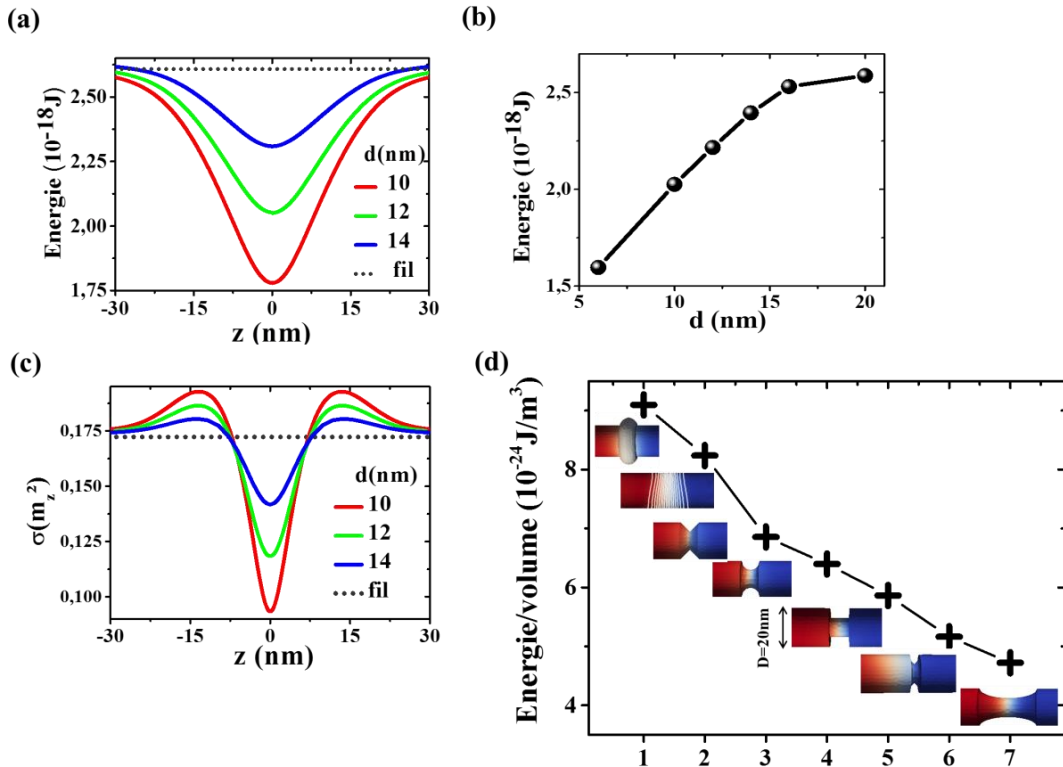 (a)
Energie (10⁻¹⁸J)
2,50
2,25
2,00
1,75
-30
-15
0
15
30
z (nm)
d(nm)
10
12
14
fil
(b)
Energie (10⁻¹⁸J)
2,5
2,0
1,5
5
10
15
20
d (nm)
(c)
σ(m_z²)
0,175
0,150
0,125
0,100
-30
-15
0
15
30
z (nm)
d(nm)
10
12
14
fil
(d)
Energie/volume (10⁻²⁴J/m³)
8
6
4
D=20nm
1
2
3
4
5
6
7